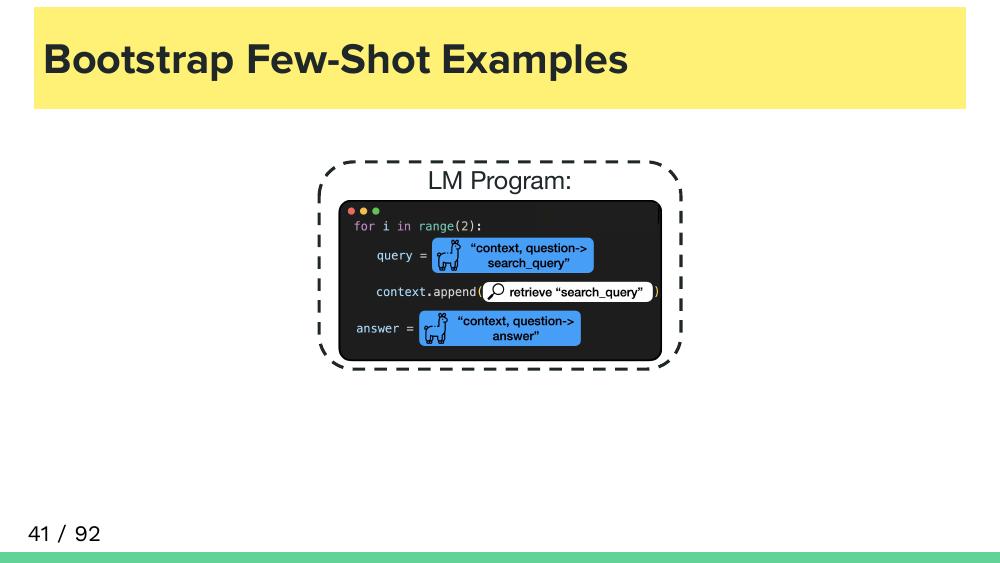 Bootstrap Few-Shot Examples
LM Program:
for i in range(2):
query = “context, question->
search_query”
context.append( retrieve “search_query” )
answer = “context, question->
answer”
41 / 92